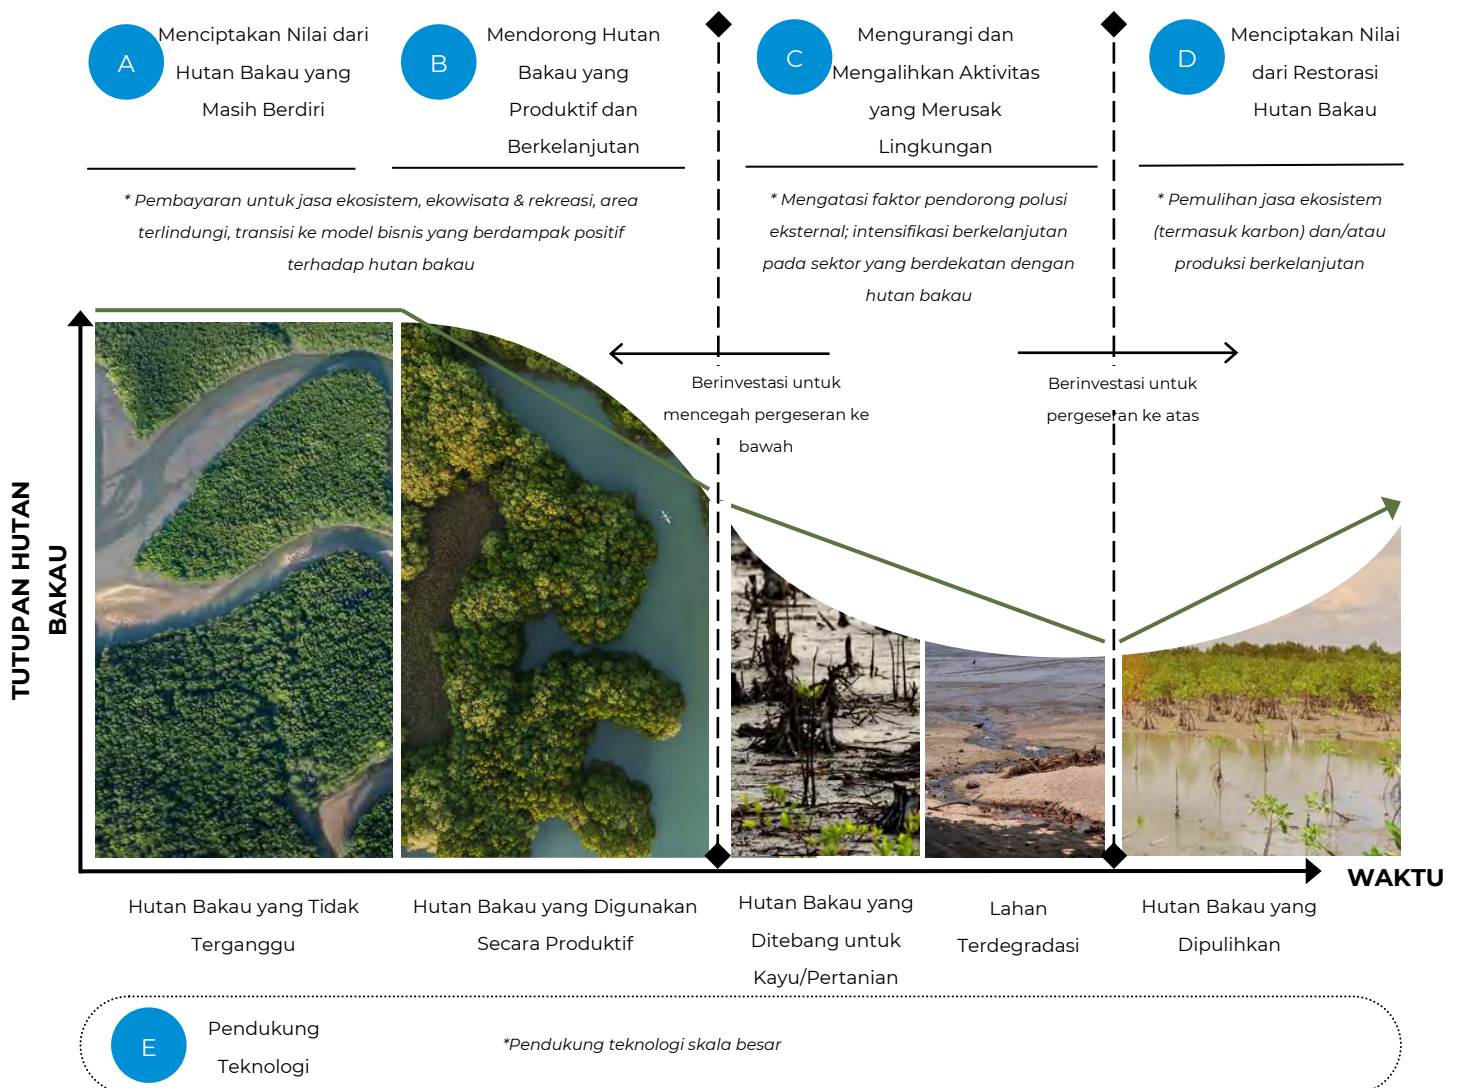 A
Menciptakan Nilai dari
Hutan Bakau yang
Masih Berdiri
B
Mendorong Hutan
Bakau yang
Produktif dan
Berkelanjutan
C
Mengurangi dan
Mengalihkan Aktivitas
yang Merusak
Lingkungan
D
Menciptakan Nilai
dari Restorasi
Hutan Bakau
* Pembayaran untuk jasa ekosistem, ekowisata & rekreasi, area
terlindungi, transisi ke model bisnis yang berdampak positif
terhadap hutan bakau
* Mengatasi faktor pendorong polusi
eksternal; intensifikasi berkelanjutan
pada sektor yang berdekatan dengan
hutan bakau
* Pemulihan jasa ekosistem
(termasuk karbon) dan/atau
produksi berkelanjutan
Berinvestasi untuk
mencegah pergeseran ke
bawah
Berinvestasi untuk
pergeseran ke atas
TUTUPAN HUTAN
BAKAU
WAKTU
Hutan Bakau yang Tidak
Terganggu
Hutan Bakau yang Digunakan
Secara Produktif
Hutan Bakau yang
Ditebang untuk
Kayu/Pertanian
Lahan
Terdegradasi
Hutan Bakau yang
Dipulihkan
E
Pendukung
Teknologi
*Pendukung teknologi skala besar